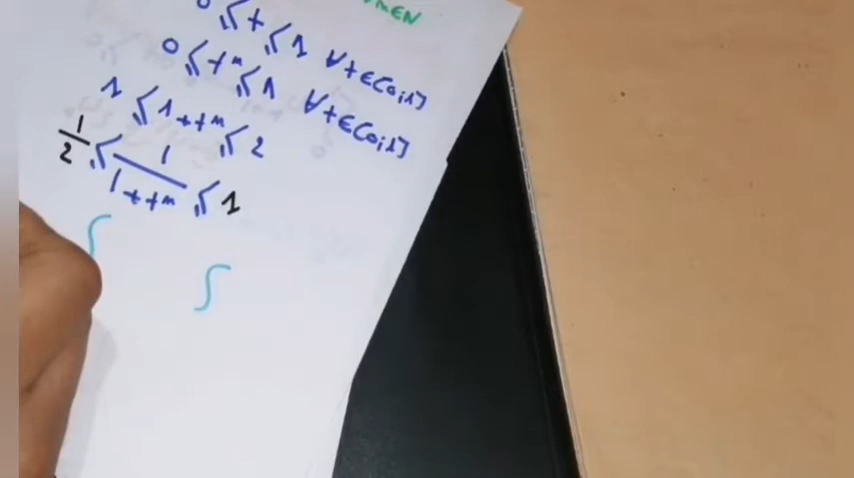 n∈N
0 ⩽ t ⩽ 1 ∀t∈[0;1]
0 ⩽ tⁿ ⩽ 1 ∀t∈[0;1]
1 ⩽ 1+tⁿ ⩽ 2
1/2 ⩽ 1/(1+tⁿ) ⩽ 1
∫ ∫